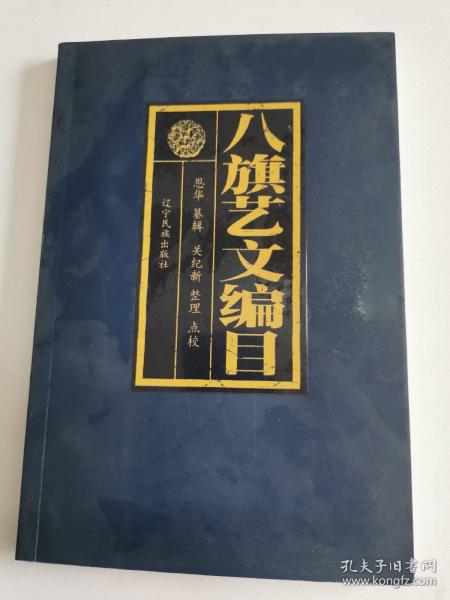 八旗艺文编目
恩华 纂辑 关纪新 整理 点校
辽宁民族出版社
孔夫子旧书网
www.kongfz.com